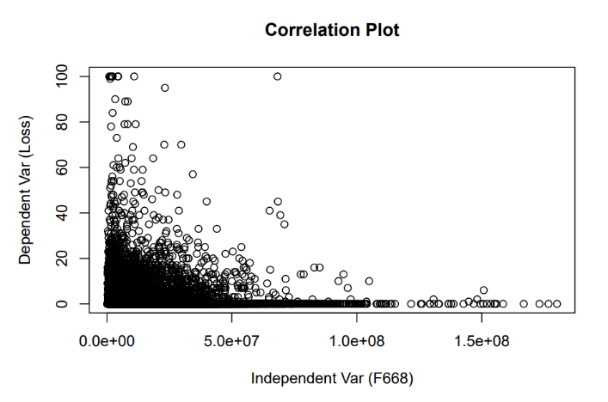 Correlation Plot
Dependent Var (Loss)
100
80
60
40
20
0
0.0e+00 5.0e+07 1.0e+08 1.5e+08
Independent Var (F668)